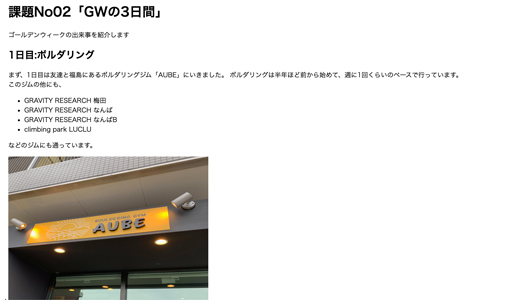 課題No02「GWの3日間」
ゴールデンウィークの出来事を紹介します
1日目:ボルダリング
まず、1日目は友達と福島にあるボルダリングジム「AUBE」にいきました。 ボルダリングは半年ほど前から始めて、週に1回くらいのペースで行っています。
このジムの他にも、
GRAVITY RESEARCH 梅田
GRAVITY RESEARCH なんば
GRAVITY RESEARCH なんばB
climbing park LUCLU
などのジムにも通っています。
BOULDERING GYM
AUBE